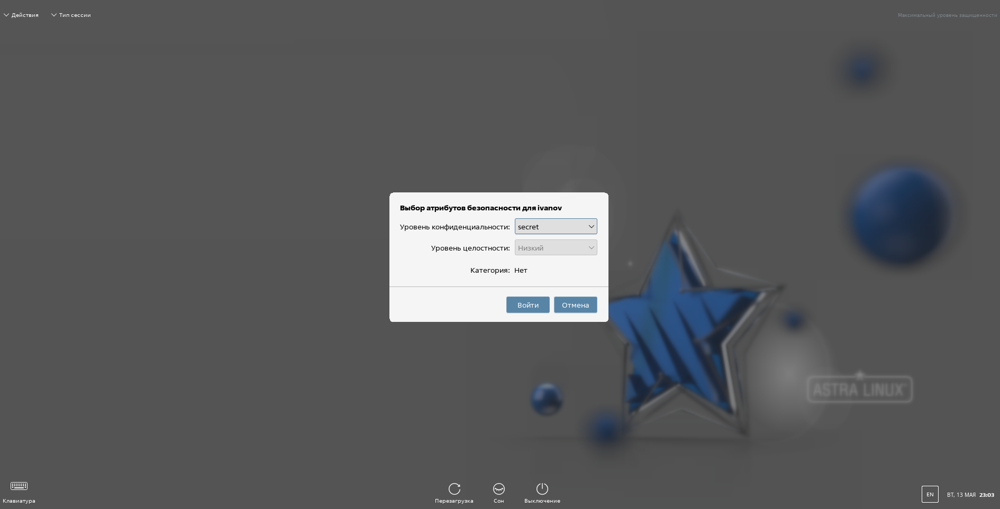 Действия
Тип сессии
Максимальный уровень защищенности
Выбор атрибутов безопасности для ivanov
Уровень конфиденциальности: secret
Уровень целостности: Низкий
Категория: Нет
Войти
Отмена
ASTRA LINUX
Клавиатура
Перезагрузка
Сон
Выключение
EN
ВТ, 13 МАЯ 23:03